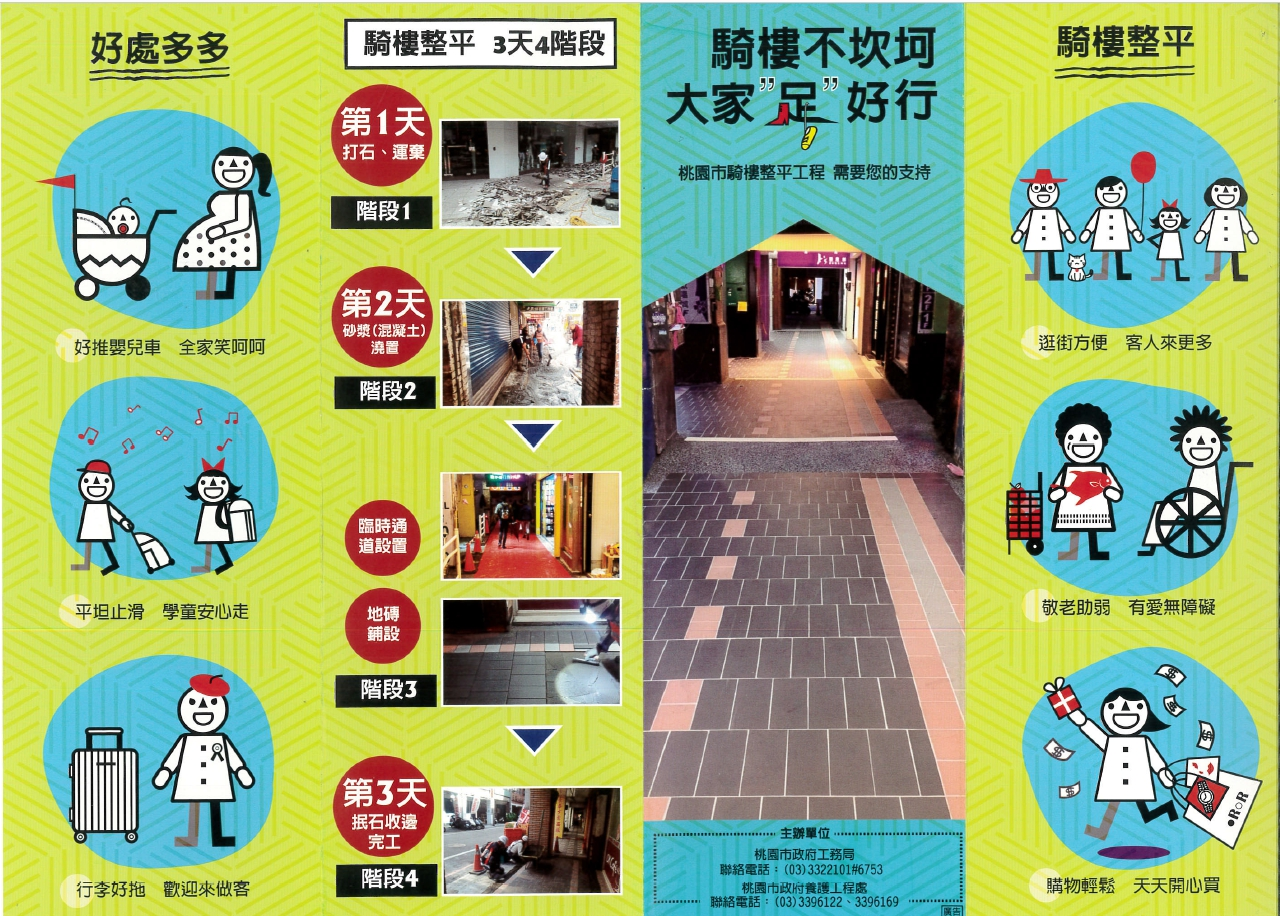 好處多多
好推嬰兒車 全家笑呵呵
平坦止滑 學童安心走
行李好拖 歡迎來做客
騎樓整平 3天4階段
第1天
打石、運棄
階段1
第2天
砂漿(混凝土)
澆置
階段2
臨時通
道設置
地磚
鋪設
階段3
第3天
抿石收邊
完工
階段4
騎樓不坎坷
大家”足”好行
桃園市騎樓整平工程 需要您的支持
主辦單位
桃園市政府工務局
聯絡電話：(03)3322101#6753
桃園市政府養護工程處
聯絡電話：(03)3396122、3396169
廣告
騎樓整平
逛街方便 客人來更多
敬老助弱 有愛無障礙
購物輕鬆 天天開心買
R○R